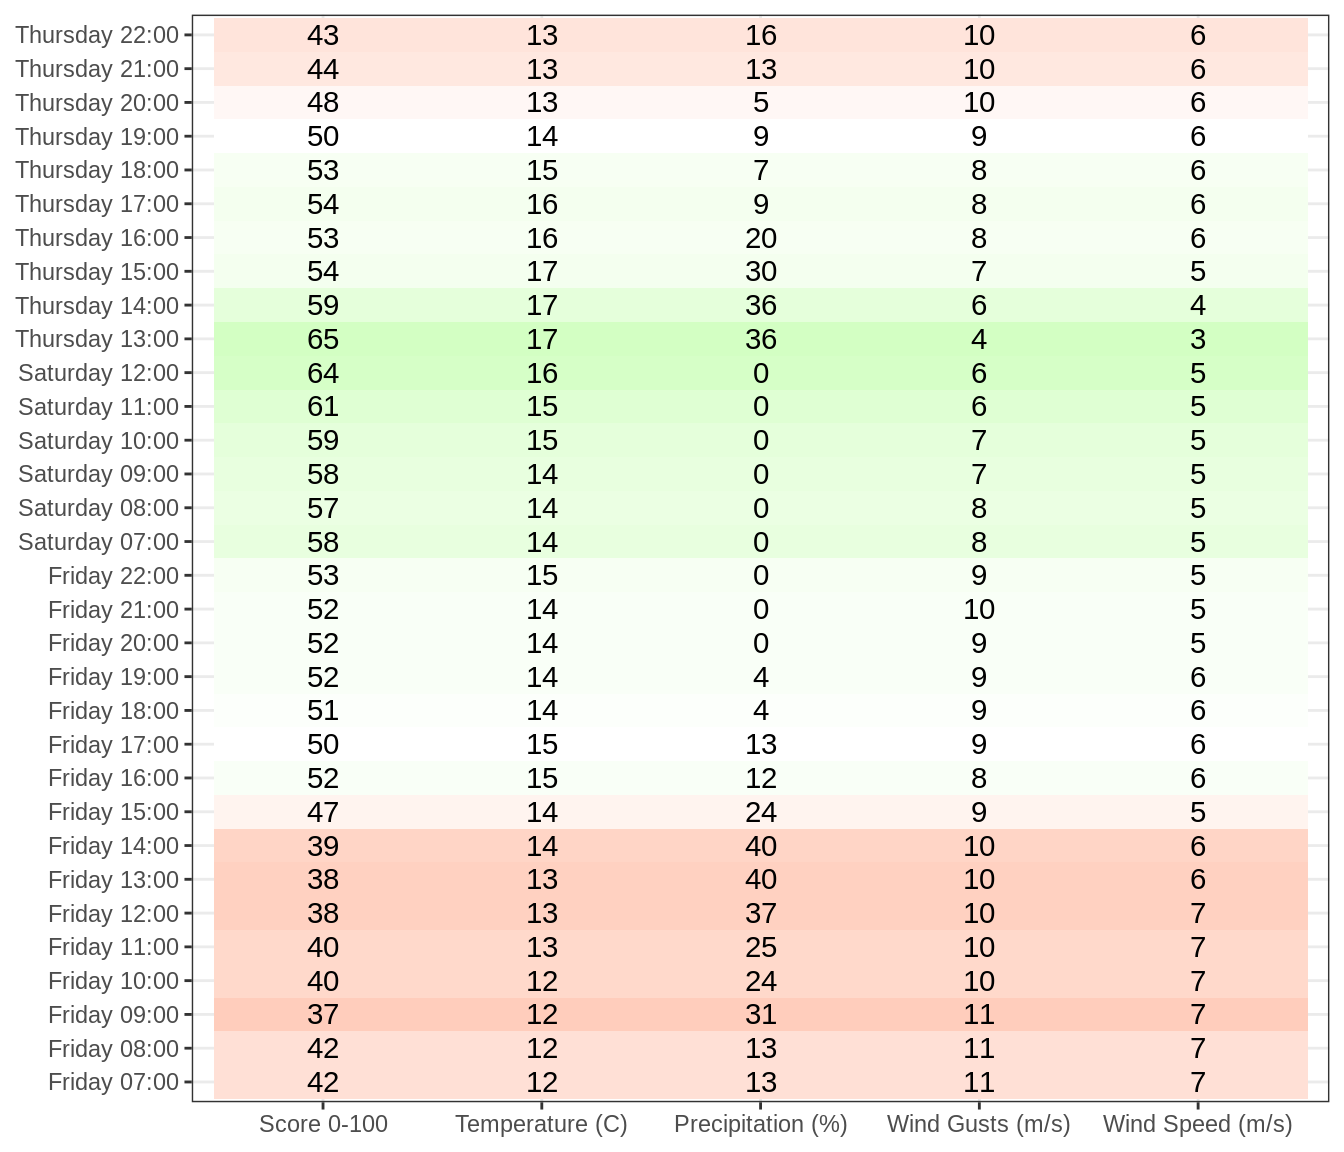 Thursday 22:00 43 13 16 10 6
Thursday 21:00 44 13 13 10 6
Thursday 20:00 48 13 5 10 6
Thursday 19:00 50 14 9 9 6
Thursday 18:00 53 15 7 8 6
Thursday 17:00 54 16 9 8 6
Thursday 16:00 53 16 20 8 6
Thursday 15:00 54 17 30 7 5
Thursday 14:00 59 17 36 6 4
Thursday 13:00 65 17 36 4 3
Saturday 12:00 64 16 0 6 5
Saturday 11:00 61 15 0 6 5
Saturday 10:00 59 15 0 7 5
Saturday 09:00 58 14 0 7 5
Saturday 08:00 57 14 0 8 5
Saturday 07:00 58 14 0 8 5
Friday 22:00 53 15 0 9 5
Friday 21:00 52 14 0 10 5
Friday 20:00 52 14 0 9 5
Friday 19:00 52 14 4 9 6
Friday 18:00 51 14 4 9 6
Friday 17:00 50 15 13 9 6
Friday 16:00 52 15 12 8 6
Friday 15:00 47 14 24 9 5
Friday 14:00 39 14 40 10 6
Friday 13:00 38 13 40 10 6
Friday 12:00 38 13 37 10 7
Friday 11:00 40 13 25 10 7
Friday 10:00 40 12 24 10 7
Friday 09:00 37 12 31 11 7
Friday 08:00 42 12 13 11 7
Friday 07:00 42 12 13 11 7
Score 0-100 Temperature (C) Precipitation (%) Wind Gusts (m/s) Wind Speed (m/s)